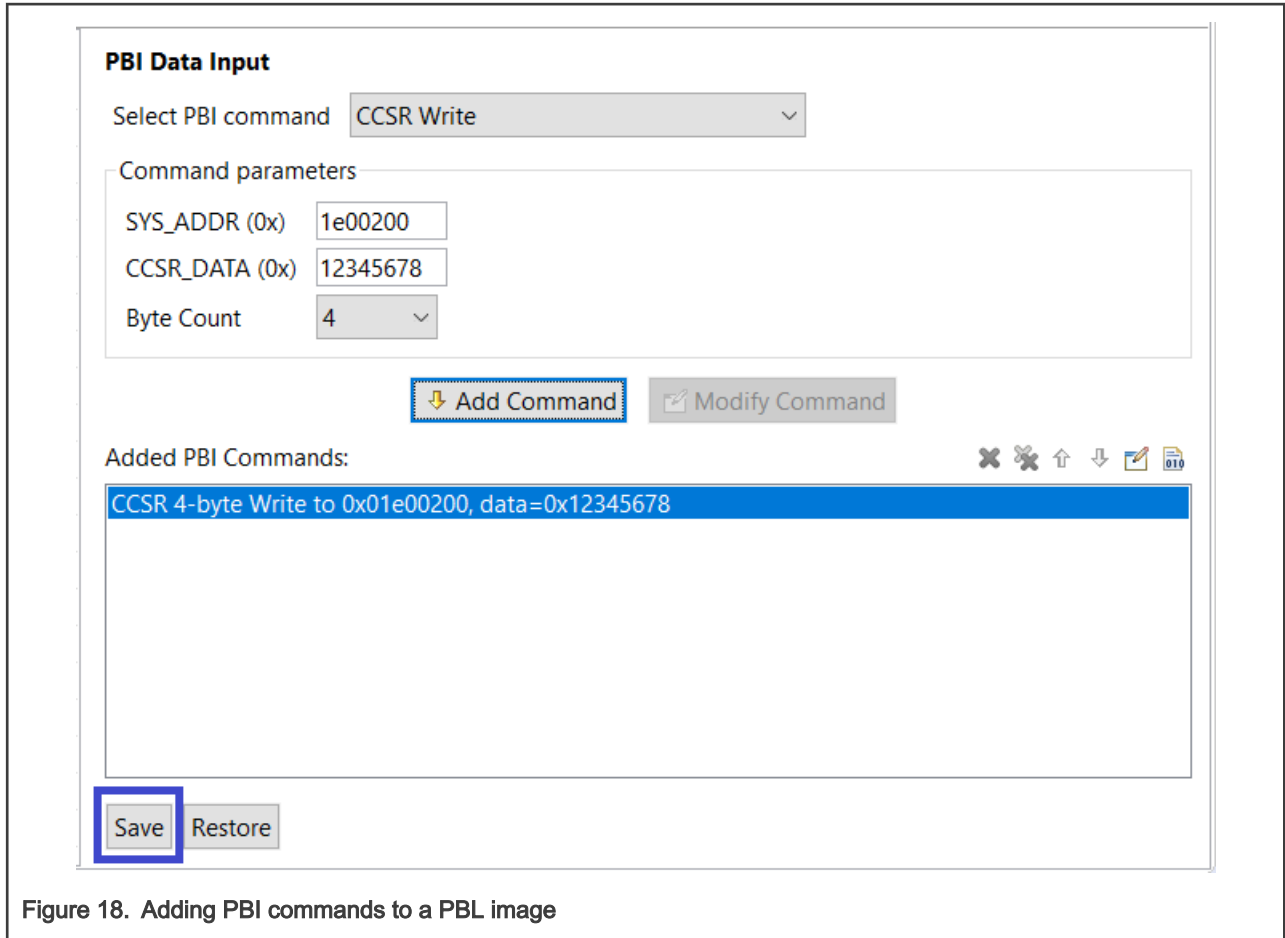 PBI Data Input
Select PBI command CCSR Write
Command parameters
SYS_ADDR (0x) 1e00200
CCSR_DATA (0x) 12345678
Byte Count 4
Add Command Modify Command
Added PBI Commands:
010
CCSR 4-byte Write to 0x01e00200, data=0x12345678
Save Restore
Figure 18. Adding PBI commands to a PBL image